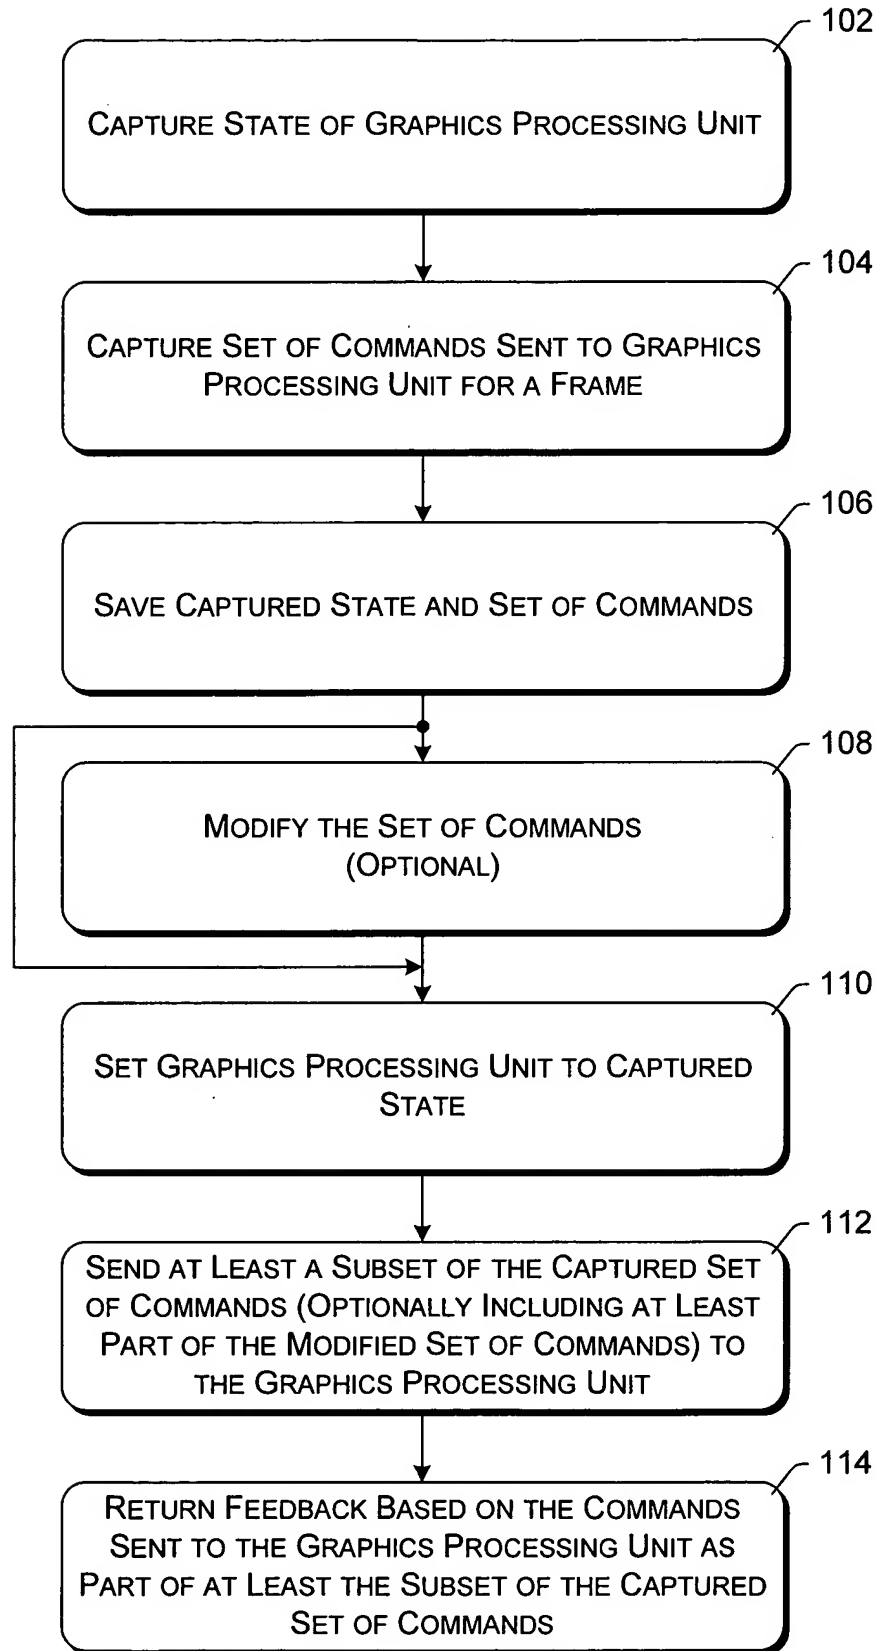 102
CAPTURE STATE OF GRAPHICS PROCESSING UNIT
104
CAPTURE SET OF COMMANDS SENT TO GRAPHICS
PROCESSING UNIT FOR A FRAME
106
SAVE CAPTURED STATE AND SET OF COMMANDS
108
MODIFY THE SET OF COMMANDS
(OPTIONAL)
110
SET GRAPHICS PROCESSING UNIT TO CAPTURED
STATE
112
SEND AT LEAST A SUBSET OF THE CAPTURED SET
OF COMMANDS (OPTIONALLY INCLUDING AT LEAST
PART OF THE MODIFIED SET OF COMMANDS) TO
THE GRAPHICS PROCESSING UNIT
114
RETURN FEEDBACK BASED ON THE COMMANDS
SENT TO THE GRAPHICS PROCESSING UNIT AS
PART OF AT LEAST THE SUBSET OF THE CAPTURED
SET OF COMMANDS